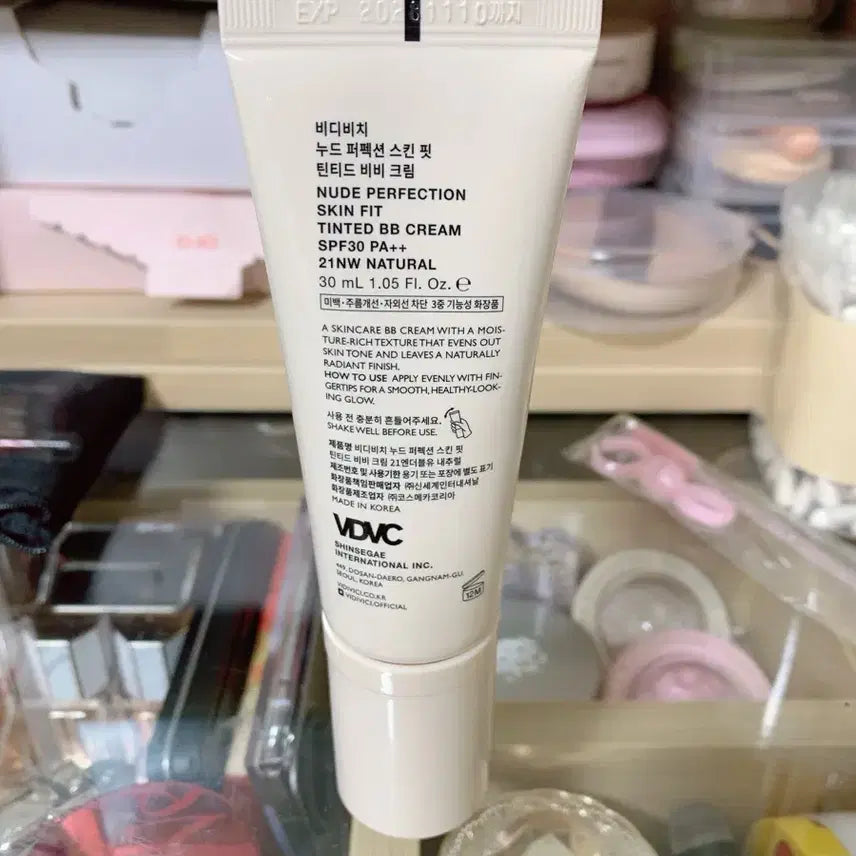 비디비치
누드 퍼펙션 스킨 핏
틴티드 비비 크림
NUDE PERFECTION
SKIN FIT
TINTED BB CREAM
SPF30 PA++
21NW NATURAL
30 mL 1.05 Fl. Oz. ℮
미백·주름개선·자외선 차단 3중 기능성 화장품
A SKINCARE BB CREAM WITH A MOIS-
TURE-RICH TEXTURE THAT EVENS OUT
SKIN TONE AND LEAVES A NATURALLY
RADIANT FINISH.
HOW TO USE APPLY EVENLY WITH FIN-
GERTIPS FOR A SMOOTH, HEALTHY-LOOK-
ING GLOW.
사용 전 충분히 흔들어주세요.
SHAKE WELL BEFORE USE.
제품명 비디비치 누드 퍼펙션 스킨 핏
틴티드 비비 크림 21엔더블유 내추럴
제조번호 및 사용기한 용기 또는 포장에 별도 표기
화장품책임판매업자 ㈜신세계인터내셔날
화장품제조업자 ㈜코스메카코리아
MADE IN KOREA
VDVC
SHINSEGAE
INTERNATIONAL INC.
449, DOSAN-DAERO, GANGNAM-GU,
SEOUL, KOREA
VIDIVICI.CO.KR
VIDIVICI.OFFICIAL
12M